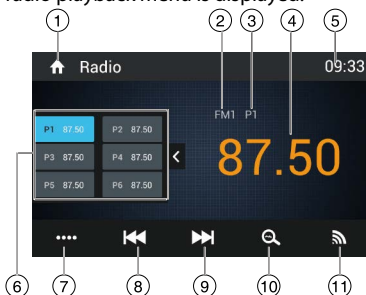 radio playback menu is displayed.
1 2 3 4 5
Radio 09:33
FM1 P1
P1 87.50 P2 87.50
87.50
P3 87.50 P4 87.50
P5 87.50 P6 87.50
6 7 8 9 10 11